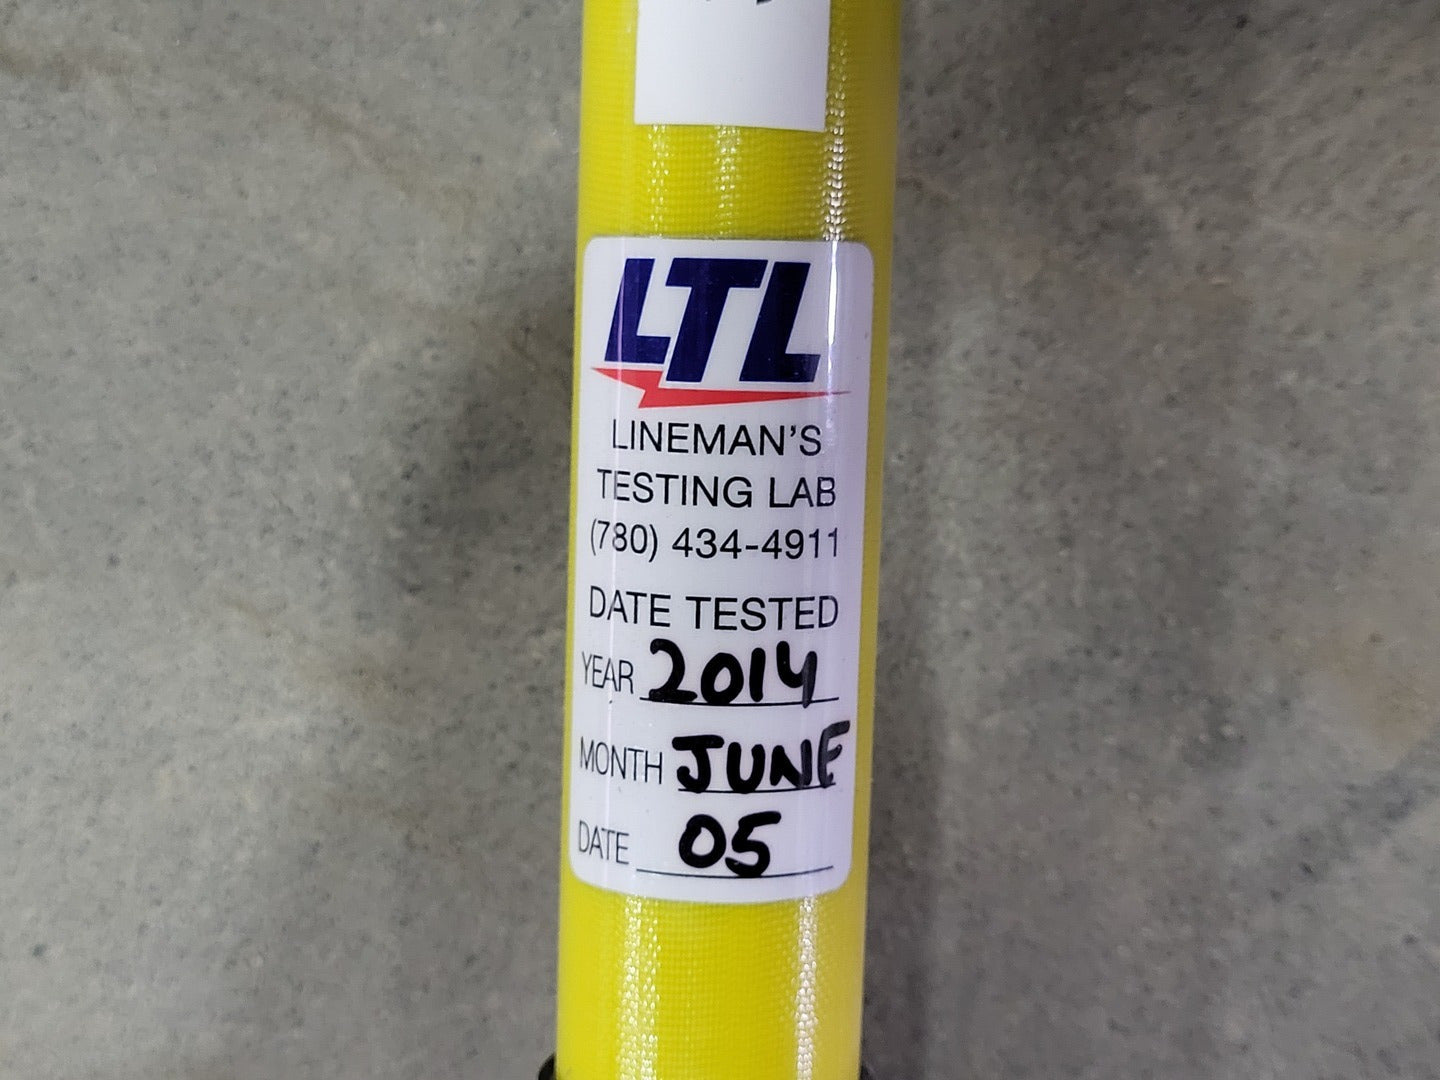 LTL
LINEMAN'S
TESTING LAB
(780) 434-4911
DATE TESTED
YEAR 2014
MONTH JUNE
DATE 05